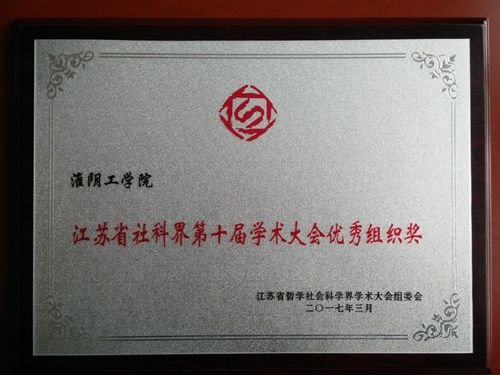 淮阴工学院
江苏省社科界第十届学术大会优秀组织奖
江苏省哲学社会科学界学术大会组委会
二〇一七年三月